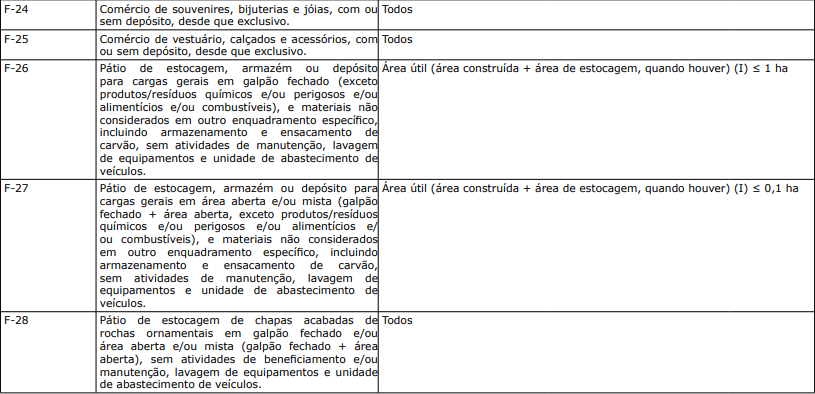 F-24
Comércio de souvenires, bijuterias e jóias, com ou
sem depósito, desde que exclusivo.
Todos
F-25
Comércio de vestuário, calçados e acessórios, com
ou sem depósito, desde que exclusivo.
Todos
F-26
Pátio de estocagem, armazém ou depósito
para cargas gerais em galpão fechado (exceto
produtos/resíduos químicos e/ou perigosos e/ou
alimentícios e/ou combustíveis), e materiais não
considerados em outro enquadramento específico,
incluindo armazenamento e ensacamento de
carvão, sem atividades de manutenção, lavagem
de equipamentos e unidade de abastecimento de
veículos.
Área útil (área construída + área de estocagem, quando houver) (I) ≤ 1 ha
F-27
Pátio de estocagem, armazém ou depósito para
cargas gerais em área aberta e/ou mista (galpão
fechado + área aberta, exceto produtos/resíduos
químicos e/ou perigosos e/ou alimentícios e/
ou combustíveis), e materiais não considerados
em outro enquadramento específico, incluindo
armazenamento e ensacamento de carvão,
sem atividades de manutenção, lavagem de
equipamentos e unidade de abastecimento de
veículos.
Área útil (área construída + área de estocagem, quando houver) (I) ≤ 0,1 ha
F-28
Pátio de estocagem de chapas acabadas de
rochas ornamentais em galpão fechado e/ou
área aberta e/ou mista (galpão fechado + área
aberta), sem atividades de beneficiamento e/ou
manutenção, lavagem de equipamentos e unidade
de abastecimento de veículos.
Todos